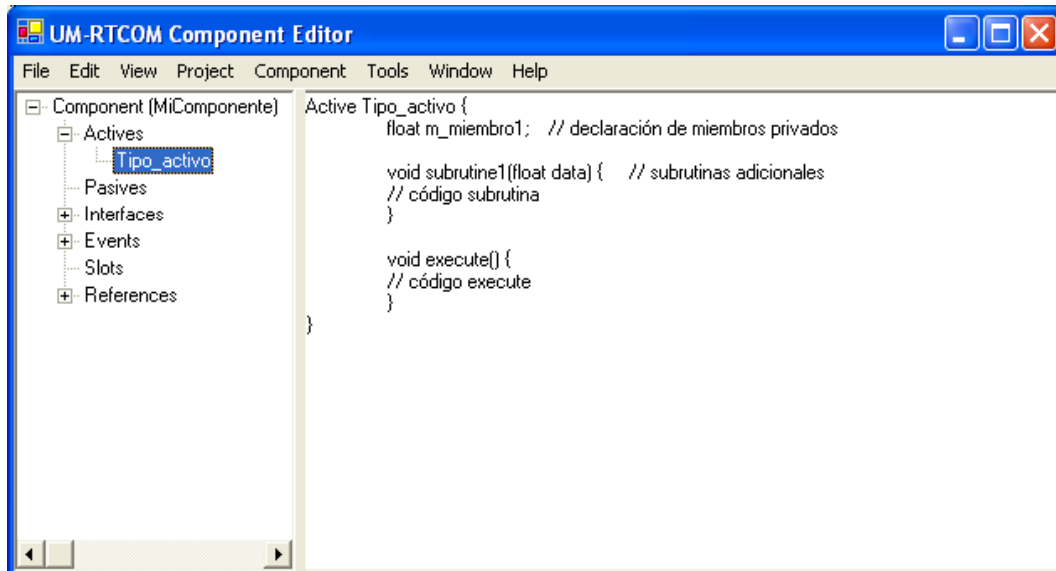 UM-RTCOM Component Editor
File Edit View Project Component Tools Window Help
Component (MiComponente)
Actives
Tipo_activo
Pasives
Interfaces
Events
Slots
References
Active Tipo_activo {
float m_miembro1; // declaración de miembros privados
void subrutine1(float data) { // subrutinas adicionales
// código subrutina
}
void execute() {
// código execute
}
}